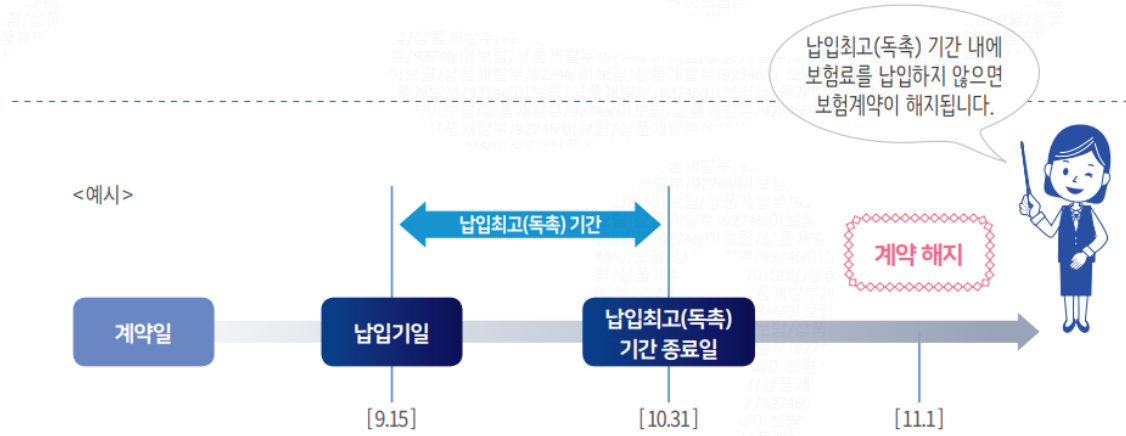 납입최고(독촉) 기간 내에
보험료를 납입하지 않으면
보험계약이 해지됩니다.
<예시>
납입최고(독촉) 기간
계약 해지
계약일
납입기일
납입최고(독촉)
기간 종료일
[9.15]
[10.31]
[11.1]